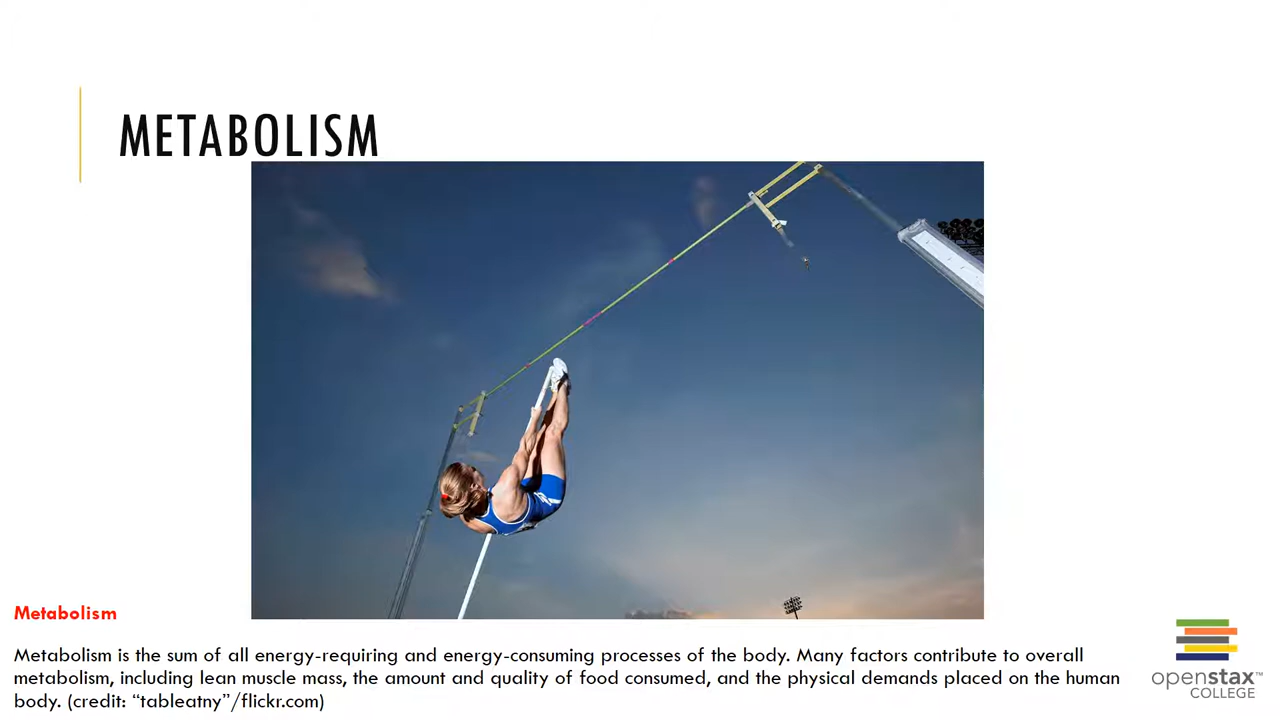 METABOLISM
Metabolism
Metabolism is the sum of all energy-requiring and energy-consuming processes of the body. Many factors contribute to overall
metabolism, including lean muscle mass, the amount and quality of food consumed, and the physical demands placed on the human
body. (credit: “tableatny”/flickr.com)
openstax™
COLLEGE